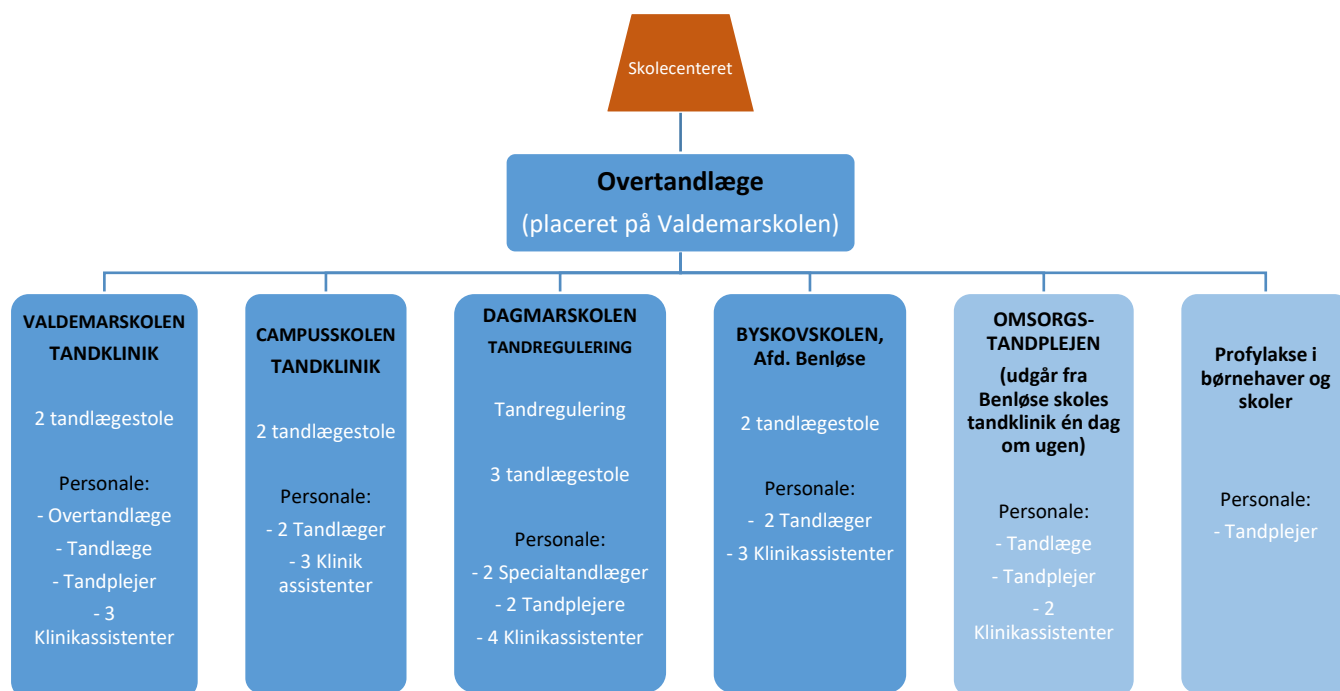 Skolecenteret
Overtandlæge
(placeret på Valdemarskolen)
VALDEMARSKOLEN
TANDKLINIK
2 tandlægestole
Personale:
- Overtandlæge
- Tandlæge
- Tandplejer
- 3
Klinikassistenter
CAMPUSSKOLEN
TANDKLINIK
2 tandlægestole
Personale:
- 2 Tandlæger
- 3 Klinik
assistenter
DAGMARSKOLEN
TANDREGULERING
Tandregulering
3 tandlægestole
Personale:
- 2 Specialtandlæger
- 2 Tandplejere
- 4 Klinikassistenter
BYSKOVSKOLEN,
Afd. Benløse
2 tandlægestole
Personale:
- 2 Tandlæger
- 3 Klinikassistenter
OMSORGS-
TANDPLEJEN
(udgår fra
Benløse skoles
tandklinik én dag
om ugen)
Personale:
- Tandlæge
- Tandplejer
- 2
Klinikassistenter
Profylakse i
børnehaver og
skoler
Personale:
- Tandplejer